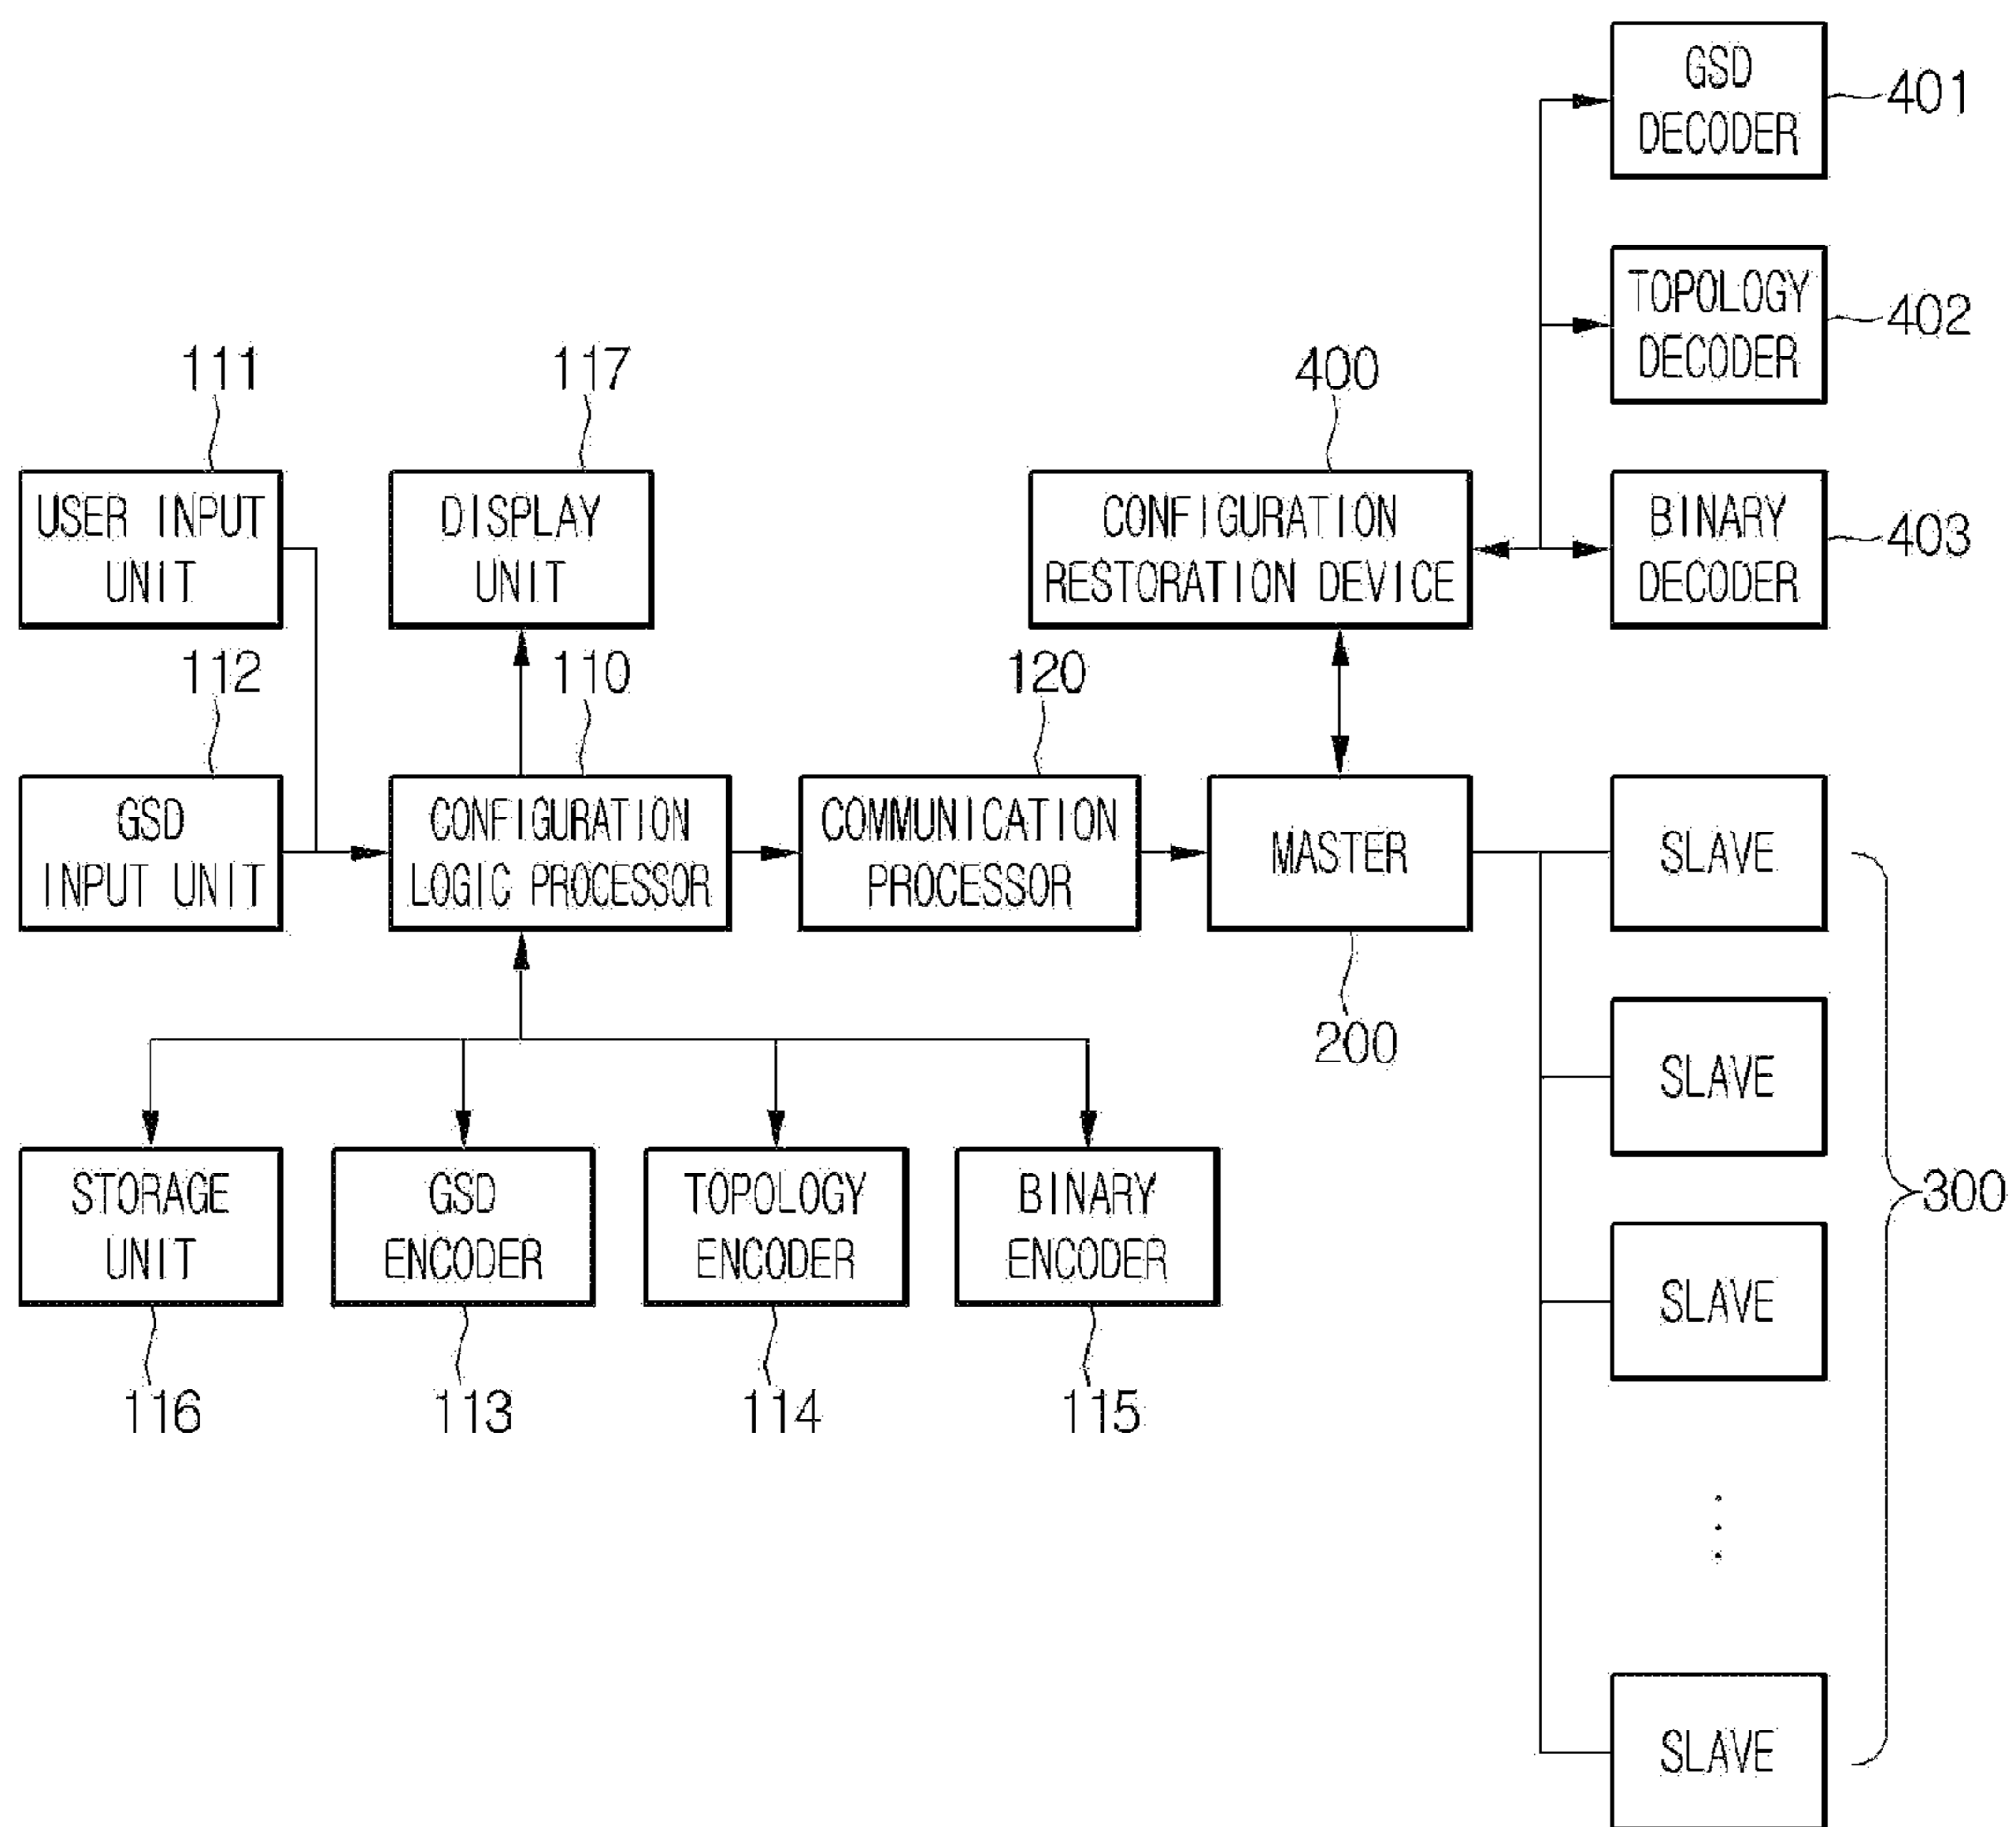 GSD
DECODER
401
TOPOLOGY
DECODER
402
111
117
400
USER INPUT
UNIT
DISPLAY
UNIT
CONFIGURATION
RESTORATION DEVICE
BINARY
DECODER
403
112
110
120
GSD
INPUT UNIT
CONFIGURATION
LOGIC PROCESSOR
COMMUNICATION
PROCESSOR
MASTER
SLAVE
200
SLAVE
STORAGE
UNIT
GSD
ENCODER
TOPOLOGY
ENCODER
BINARY
ENCODER
300
SLAVE
116
113
114
115
SLAVE